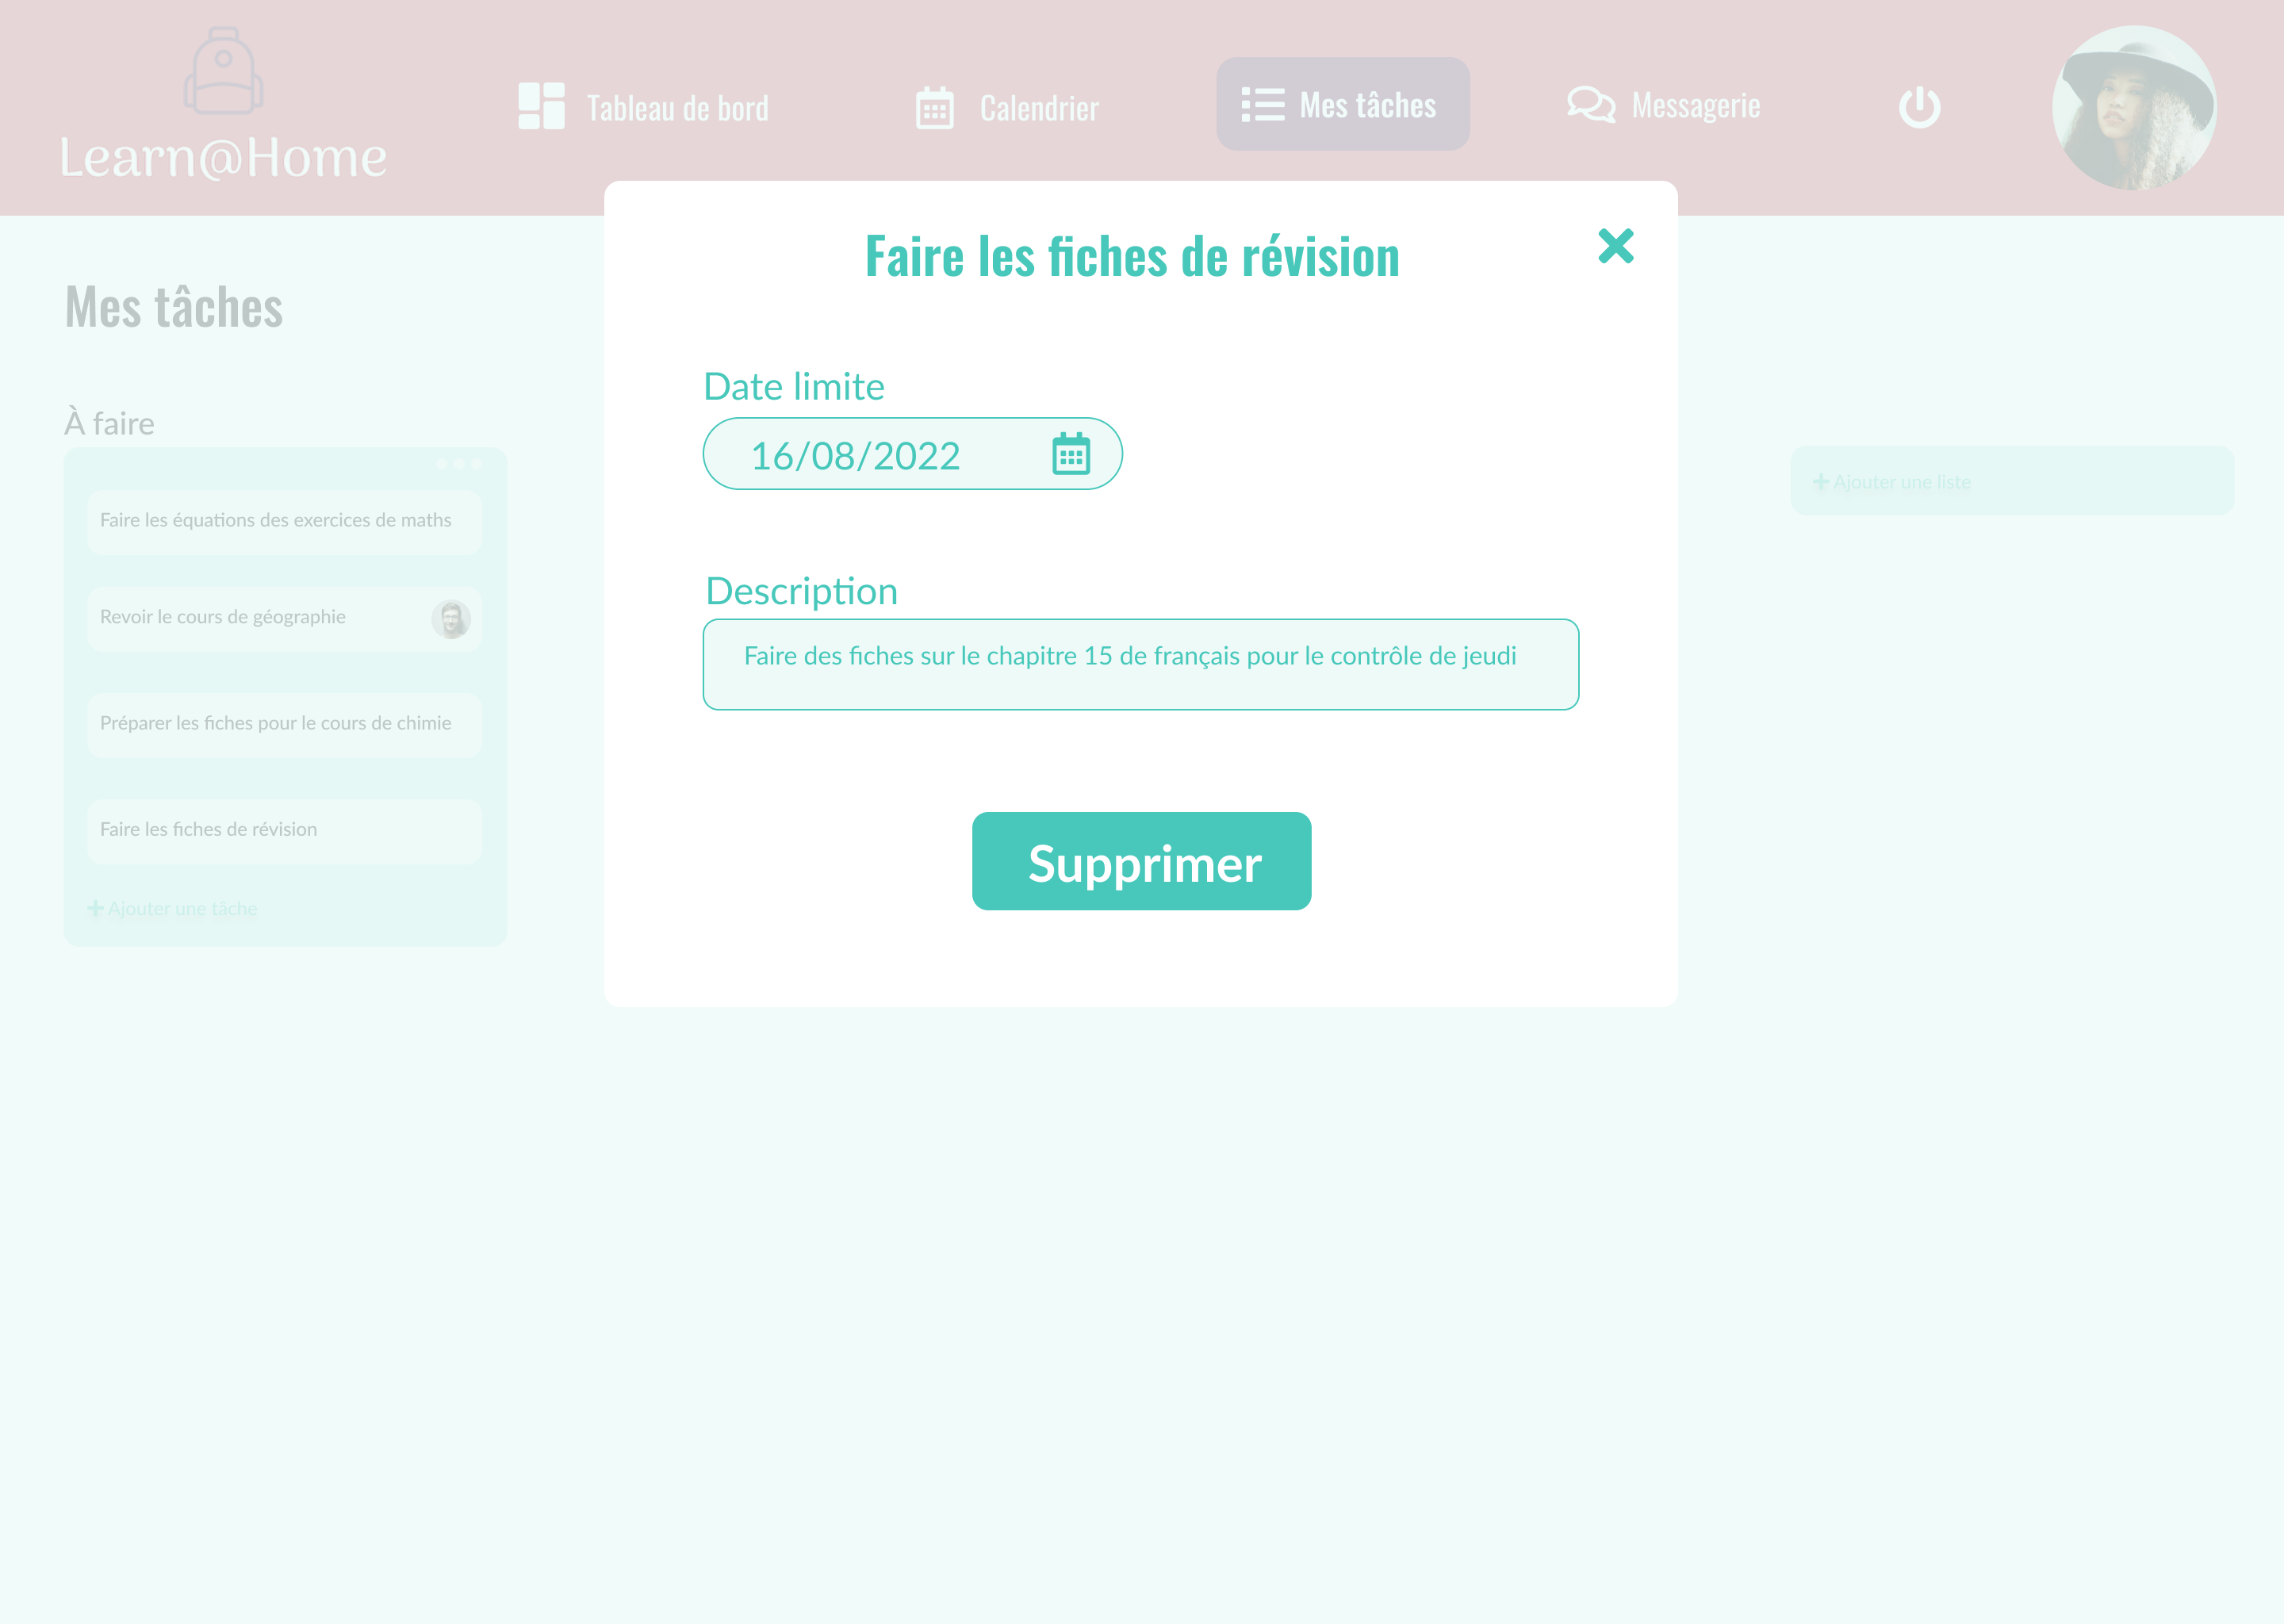 Learn@Home
Tableau de bord
Calendrier
Mes tâches
Messagerie
Mes tâches
À faire
Faire les équations des exercices de maths
Revoir le cours de géographie
Préparer les fiches pour le cours de chimie
Faire les fiches de révision
Ajouter une tâche
Faire les fiches de révision
Date limite
16/08/2022
Description
Faire des fiches sur le chapitre 15 de français pour le contrôle de jeudi
Supprimer
Ajouter une liste